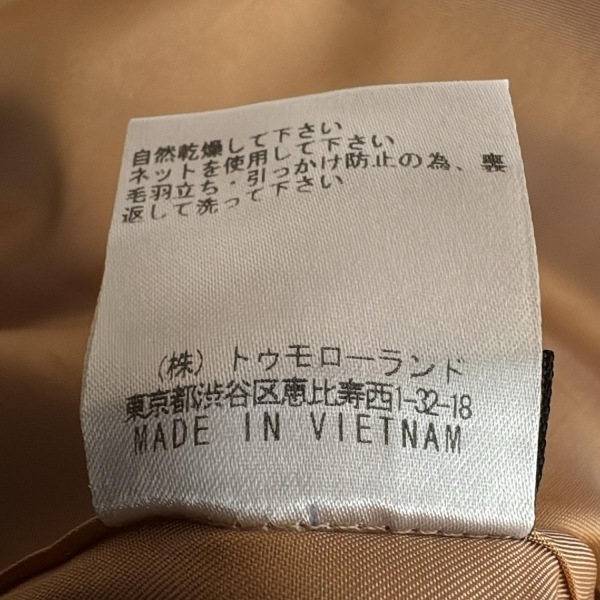 自然乾燥して下さい
ネットを使用して下さい
毛羽立ち・引っかけ防止の為、裏
返して洗って下さい
(株) トゥモローランド
東京都渋谷区恵比寿西1-32-18
MADE IN VIETNAM